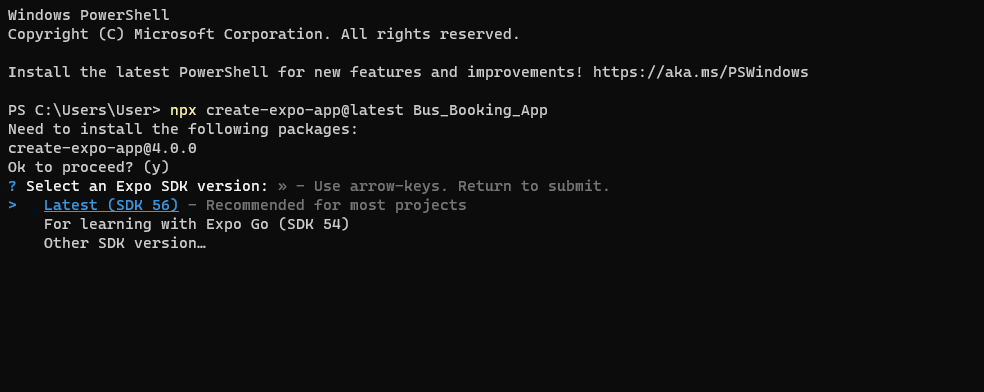 Windows PowerShell
Copyright (C) Microsoft Corporation. All rights reserved.
Install the latest PowerShell for new features and improvements! https://aka.ms/PSWindows
PS C:\Users\User> npx create-expo-app@latest Bus_Booking_App
Need to install the following packages:
create-expo-app@4.0.0
Ok to proceed? (y)
? Select an Expo SDK version: » - Use arrow-keys. Return to submit.
>   Latest (SDK 56) - Recommended for most projects
    For learning with Expo Go (SDK 54)
    Other SDK version…